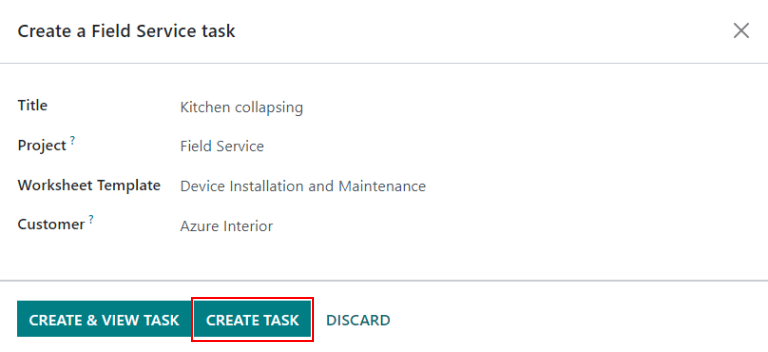 Create a Field Service task
Title Kitchen collapsing
Project ? Field Service
Worksheet Template Device Installation and Maintenance
Customer ? Azure Interior
CREATE & VIEW TASK CREATE TASK DISCARD